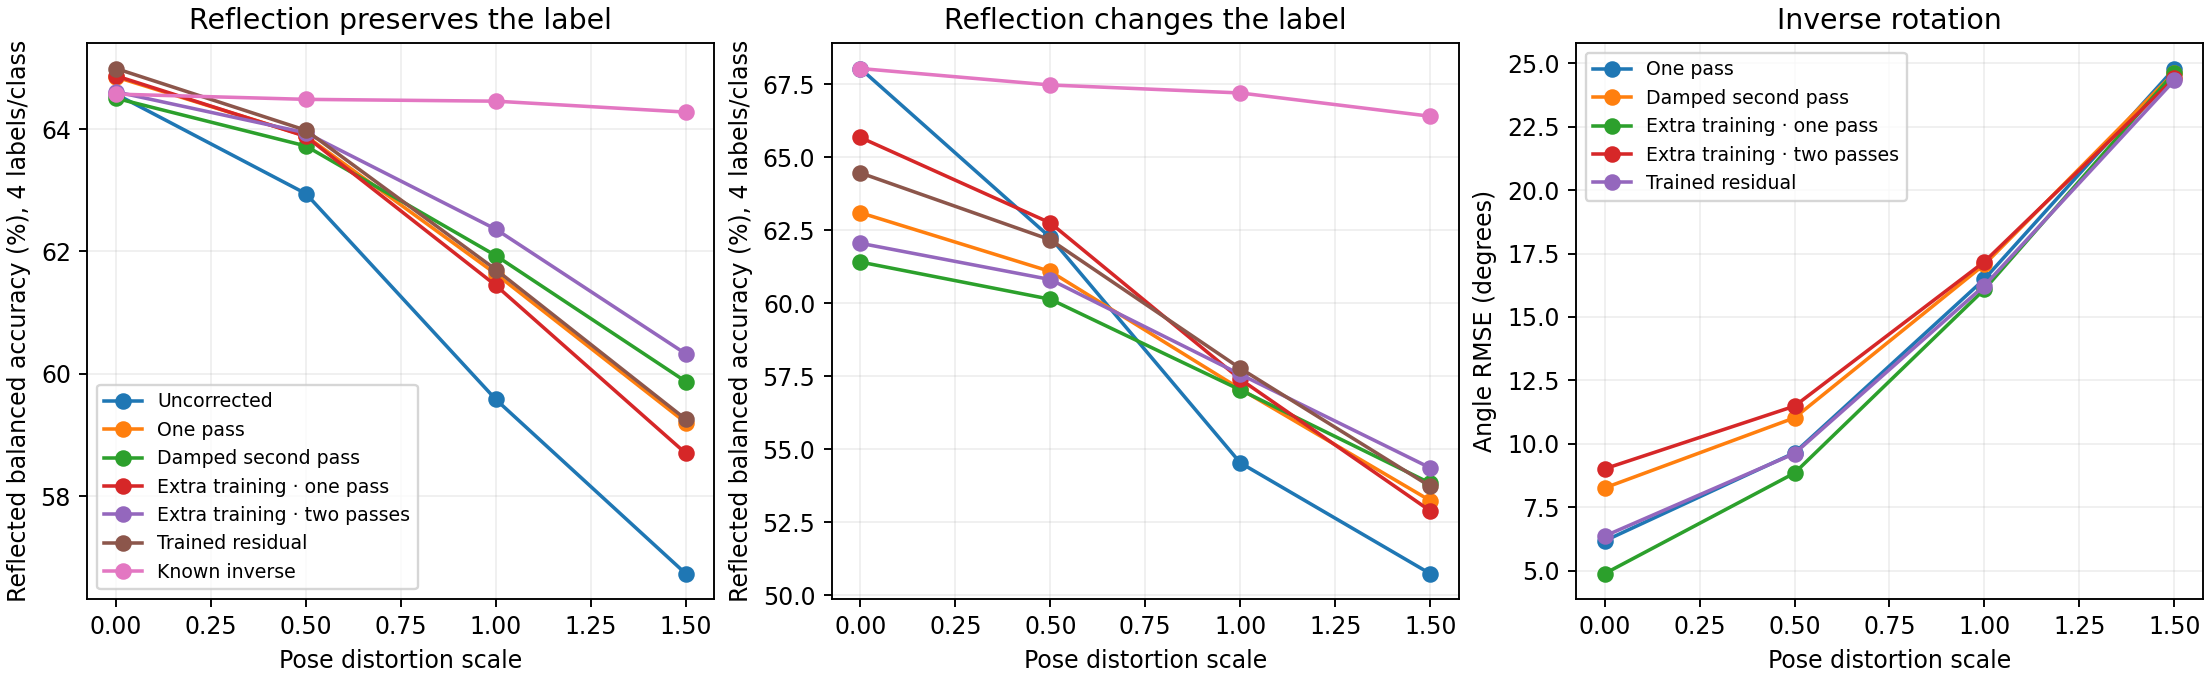 Reflection preserves the label
Reflected balanced accuracy (%), 4 labels/class
64
62
60
58
Uncorrected
One pass
Damped second pass
Extra training · one pass
Extra training · two passes
Trained residual
Known inverse
0.00 0.25 0.50 0.75 1.00 1.25 1.50
Pose distortion scale
Reflection changes the label
Reflected balanced accuracy (%), 4 labels/class
67.5
65.0
62.5
60.0
57.5
55.0
52.5
50.0
0.00 0.25 0.50 0.75 1.00 1.25 1.50
Pose distortion scale
Inverse rotation
Angle RMSE (degrees)
25.0
22.5
20.0
17.5
15.0
12.5
10.0
7.5
5.0
One pass
Damped second pass
Extra training · one pass
Extra training · two passes
Trained residual
0.00 0.25 0.50 0.75 1.00 1.25 1.50
Pose distortion scale